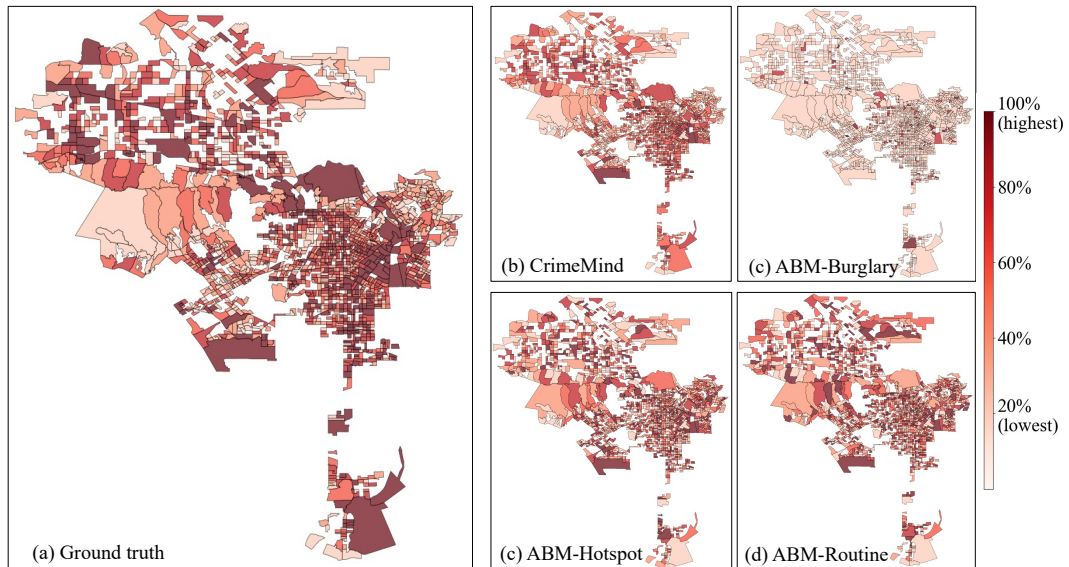 (a) Ground truth
(b) CrimeMind
(c) ABM-Burglary
(c) ABM-Hotspot
(d) ABM-Routine
100%
(highest)
80%
60%
40%
20%
(lowest)